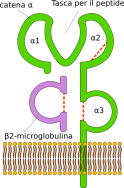 catena α
Tasca per il peptide
α1
α2
α3
β2-microglobulina